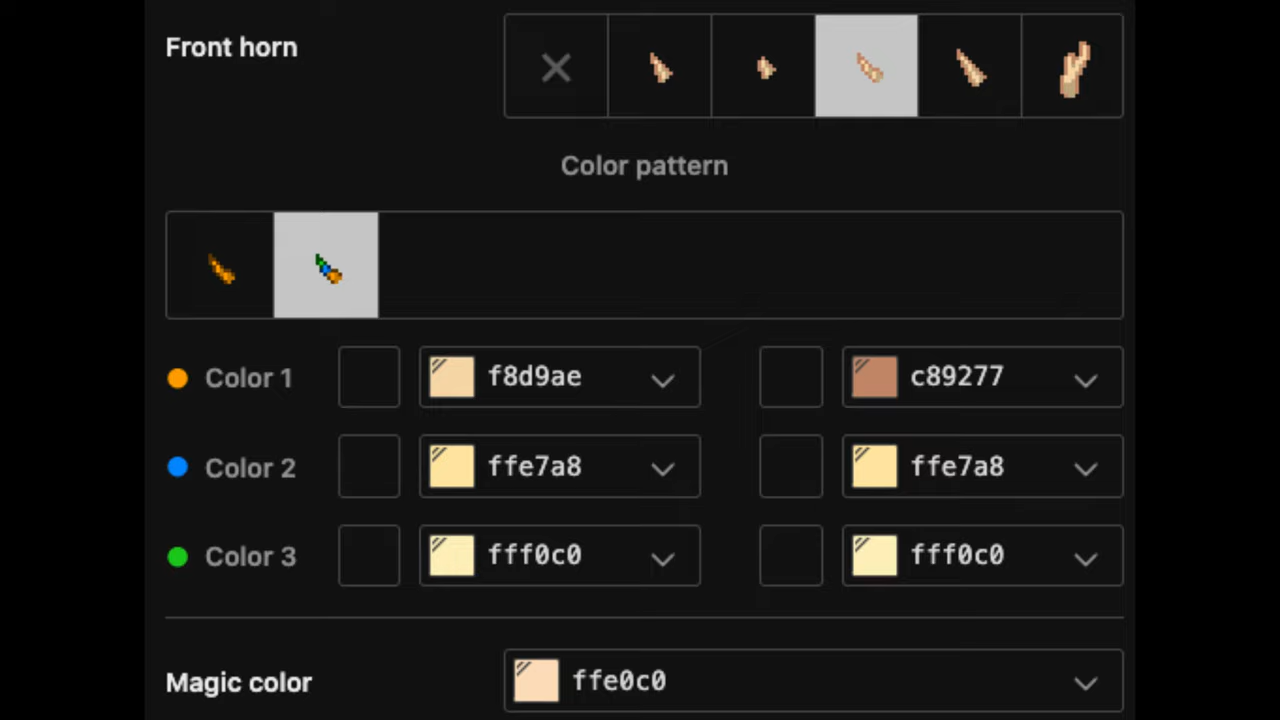 Front horn
Color pattern
Color 1 f8d9ae c89277
Color 2 ffe7a8 ffe7a8
Color 3 fff0c0 fff0c0
Magic color ffe0c0